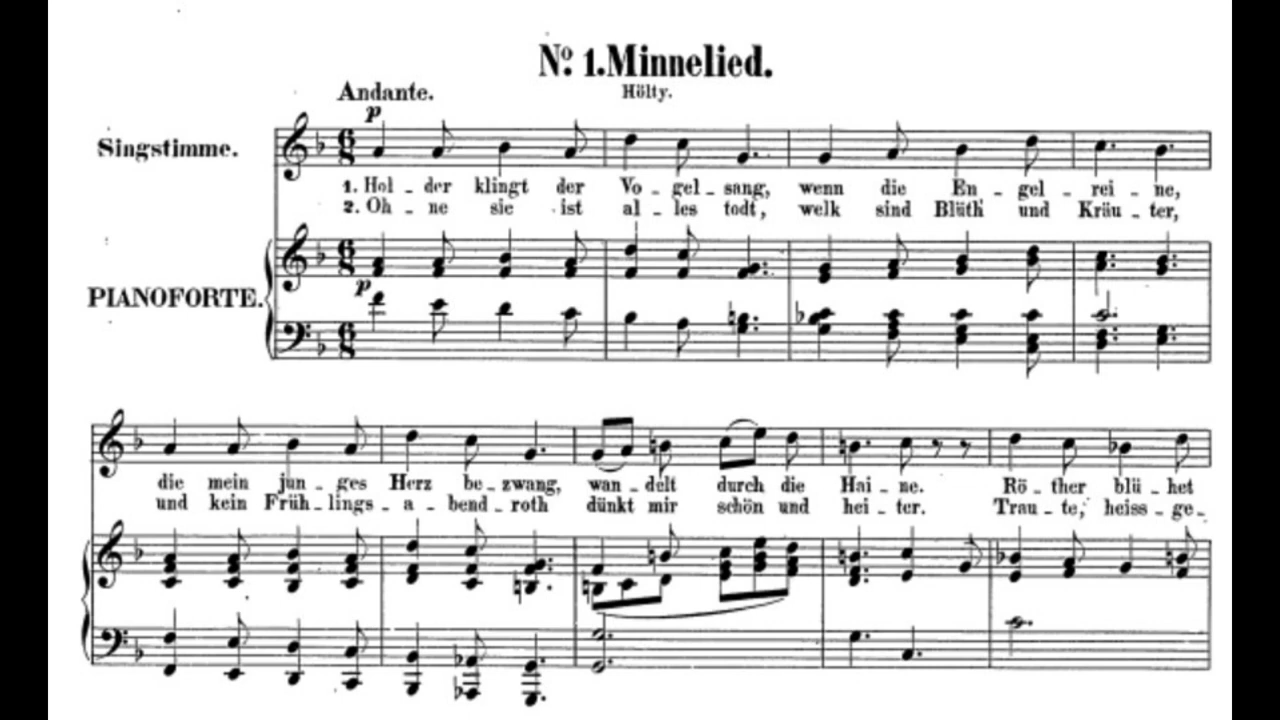 No. 1. Minnelied.
Andante.
Hölty.
p
Singstimme.
1. Hol - der klingt der Vo - gel - sang, wenn die En - gel - rei - ne,
2. Oh - ne sie ist al - les todt, welk sind Blüth und Kräu - ter,
p
PIANOFORTE.
die mein jun - ges Herz be - zwang, wan - delt durch die Hai - ne. Rö - ther blü - het
und kein Früh - lings - a - bend - roth dünkt mir schön und hei - ter. Trau - te, heiss - ge -